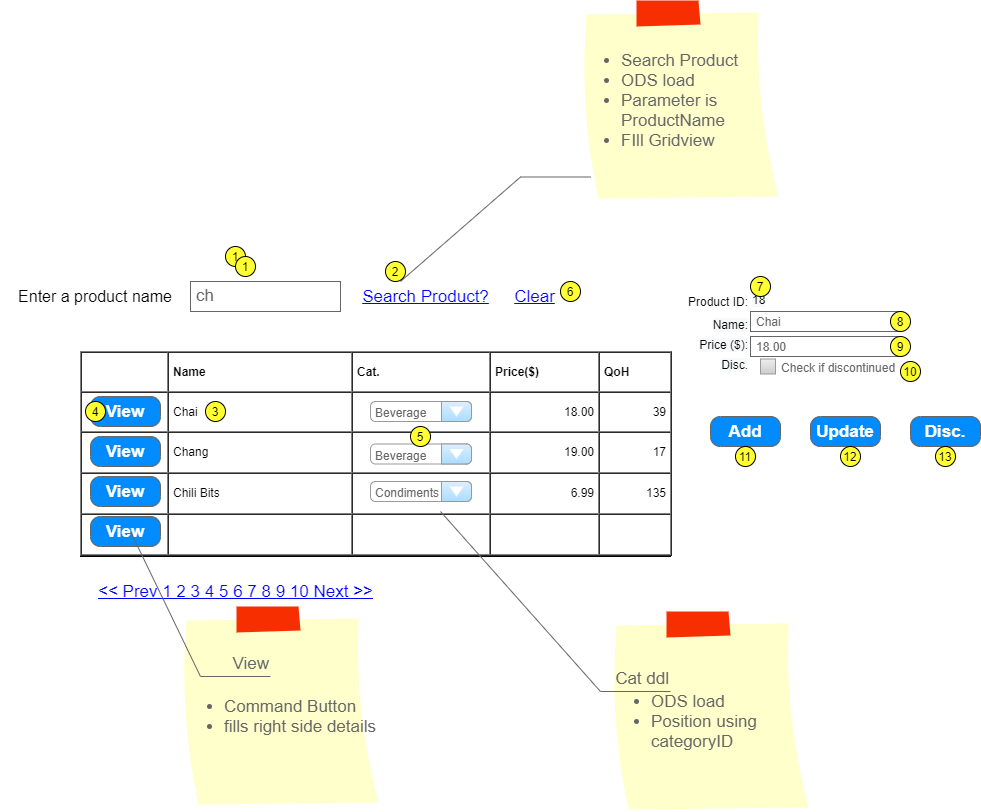 • Search Product
• ODS load
• Parameter is
ProductName
• FIll Gridview
1
1
2
Enter a product name ch Search Product? Clear 6
7
Product ID: 18
Name: Chai 8
Price ($): 18.00 9
Disc. Check if discontinued 10
Name Cat. Price($) QoH
4 View Chai 3 Beverage 18.00 39
5
View Chang Beverage 19.00 17
View Chili Bits Condiments 6.99 135
View
Add Update Disc.
11 12 13
<< Prev 1 2 3 4 5 6 7 8 9 10 Next >>
View
• Command Button
• fills right side details
Cat ddl
• ODS load
• Position using
categoryID